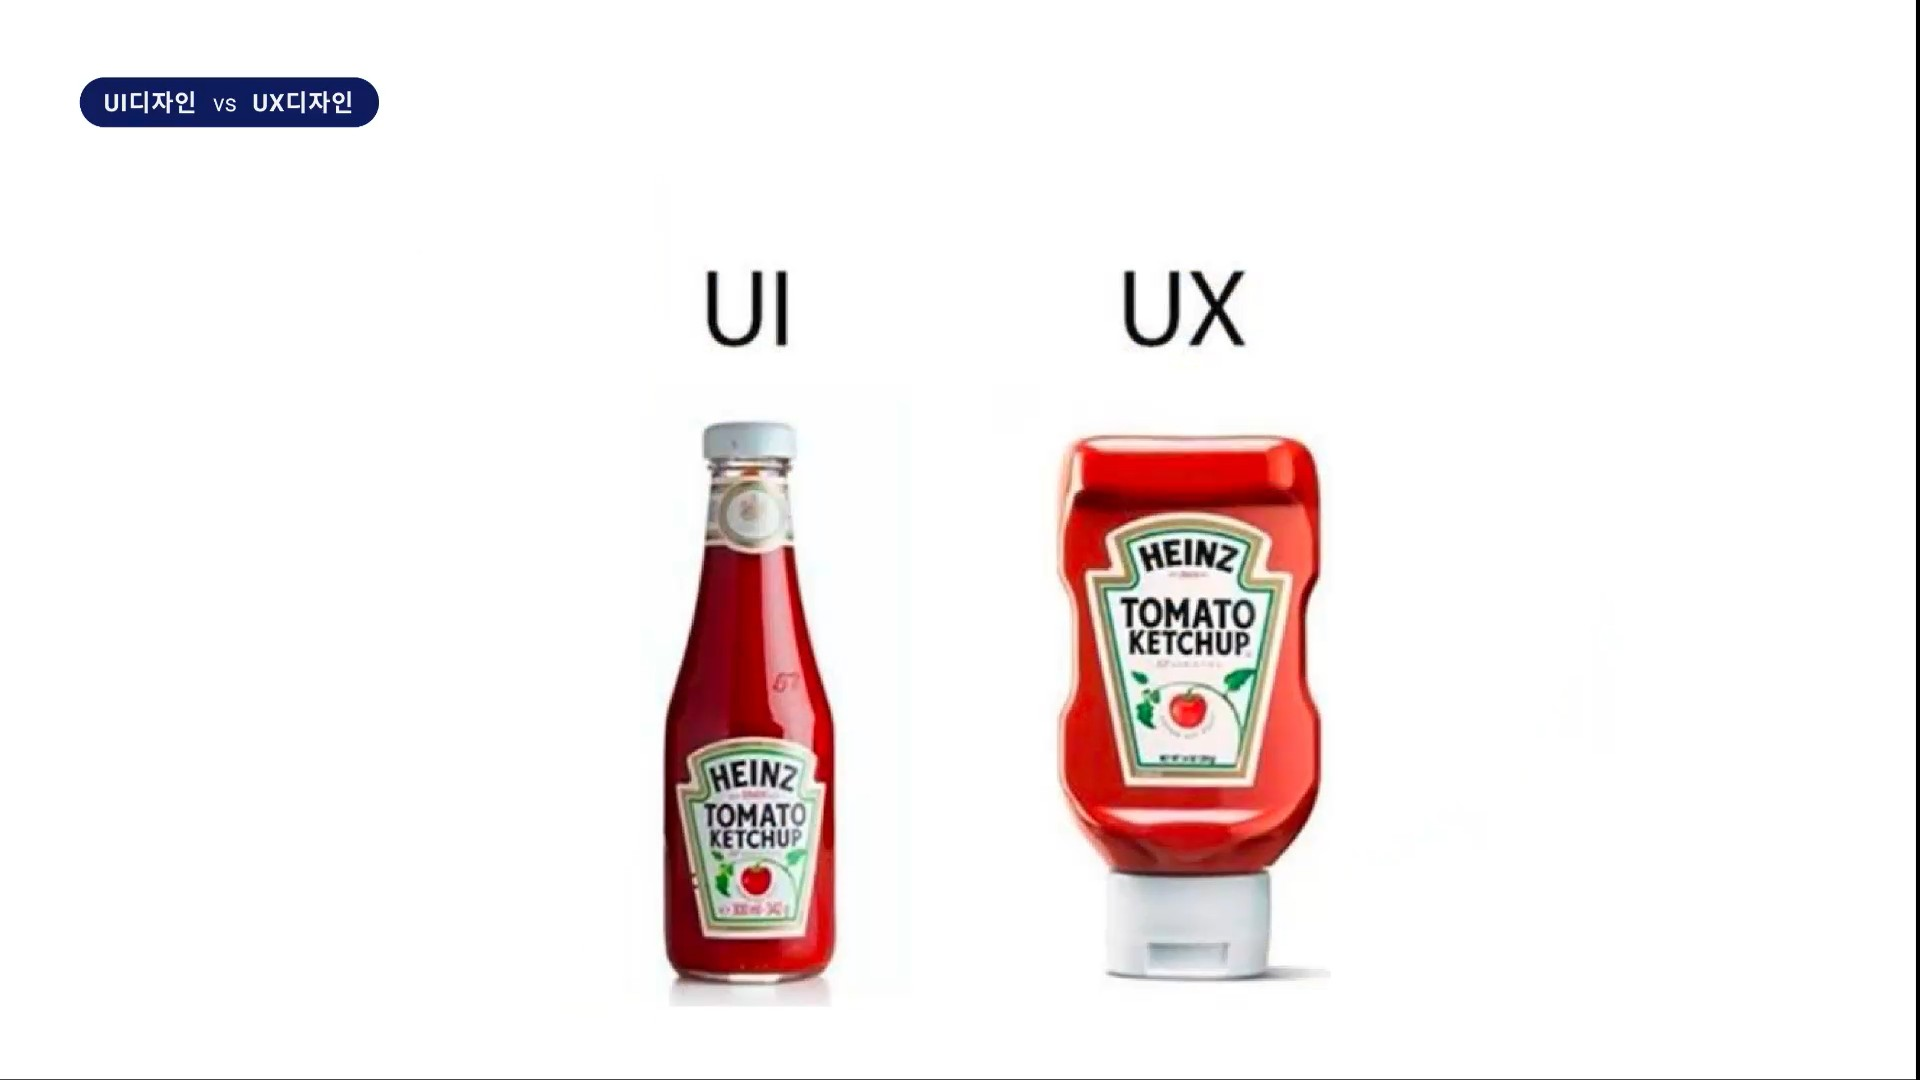 UI디자인 vs UX디자인
UI
UX
57
HEINZ
TOMATO
KETCHUP
HEINZ
TOMATO
KETCHUP